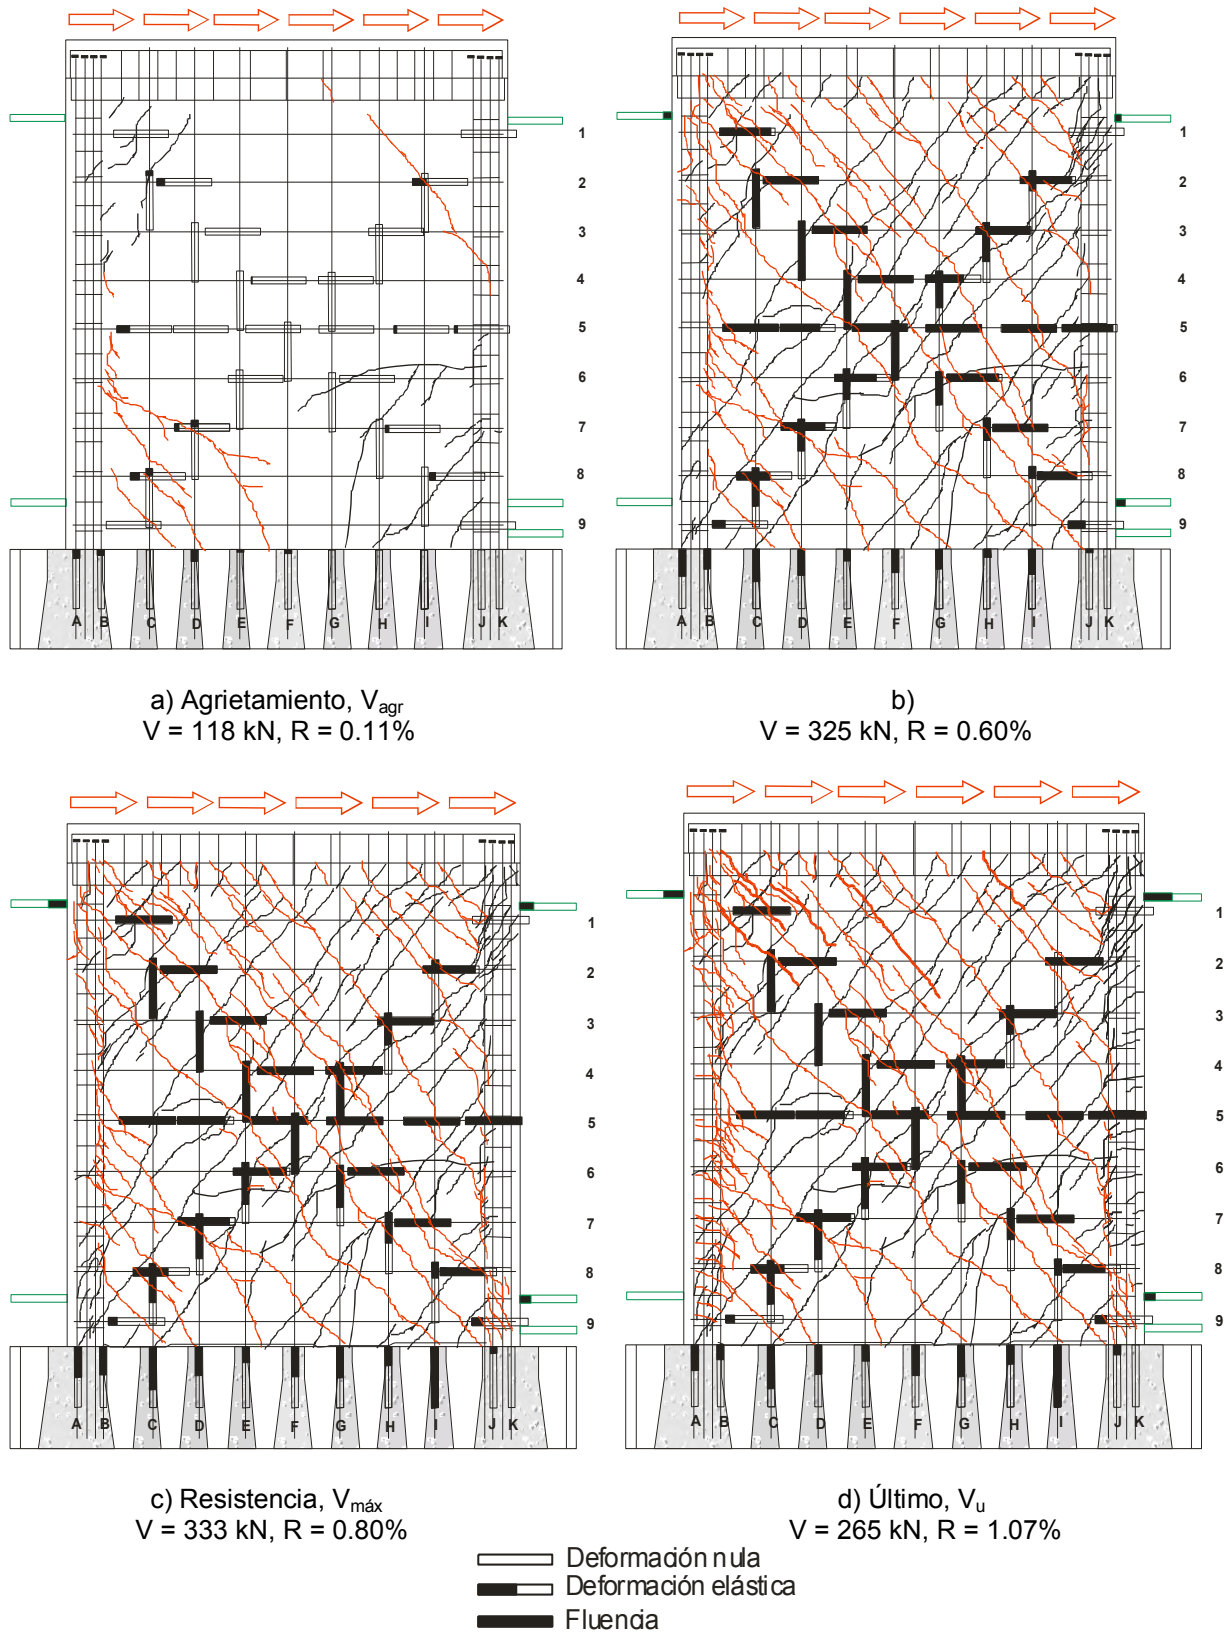 1
2
3
4
5
6
7
8
9
A B C D E F G H I J K
a) Agrietamiento, Vagr
V = 118 kN, R = 0.11%
1
2
3
4
5
6
7
8
9
A B C D E F G H I J K
b)
V = 325 kN, R = 0.60%
1
2
3
4
5
6
7
8
9
A B C D E F G H I J K
c) Resistencia, Vmáx
V = 333 kN, R = 0.80%
1
2
3
4
5
6
7
8
9
A B C D E F G H I J K
d) Último, Vu
V = 265 kN, R = 1.07%
Deformación nula
Deformación elástica
Fluencia